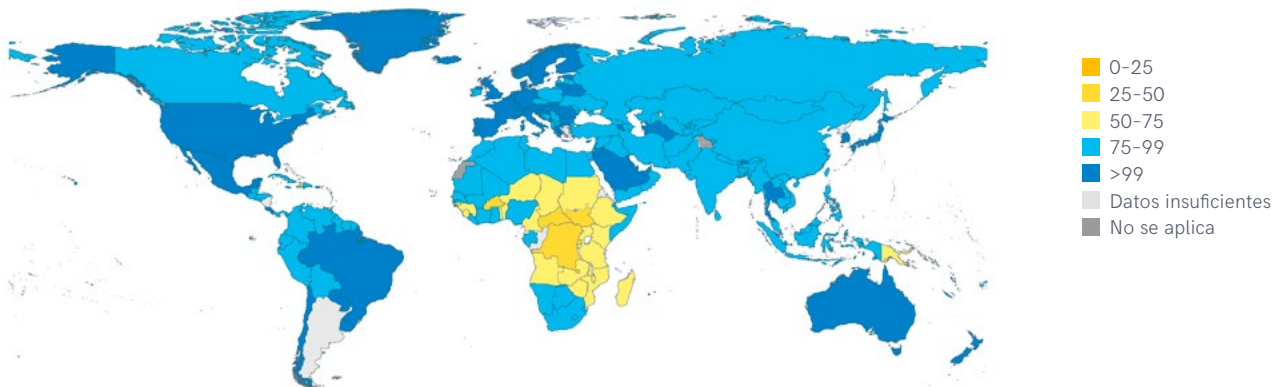 0-25
25-50
50-75
75-99
>99
Datos insuficientes
No se aplica